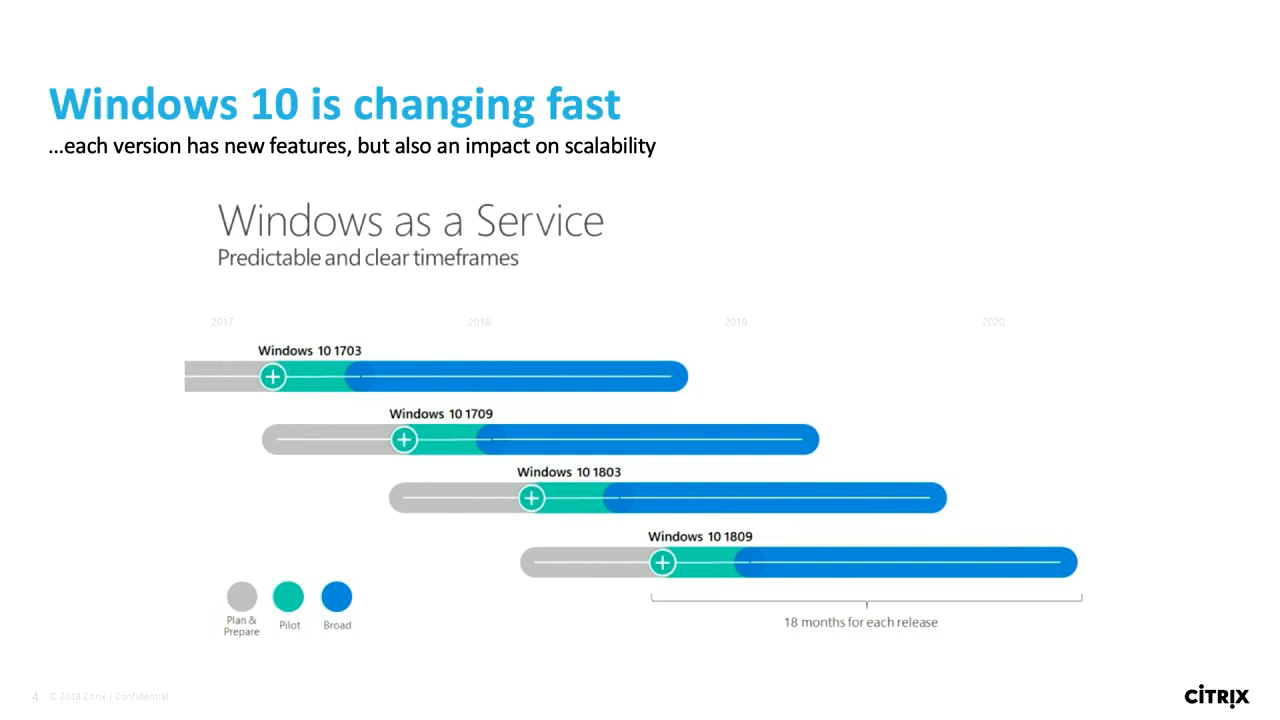 Windows 10 is changing fast
...each version has new features, but also an impact on scalability
Windows as a Service
Predictable and clear timeframes
2017 2018 2019 2020
Windows 10 1703
Windows 10 1709
Windows 10 1803
Windows 10 1809
Plan & Prepare
Pilot
Broad
18 months for each release
4 © 2018 Citrix | Confidential
CITRIX